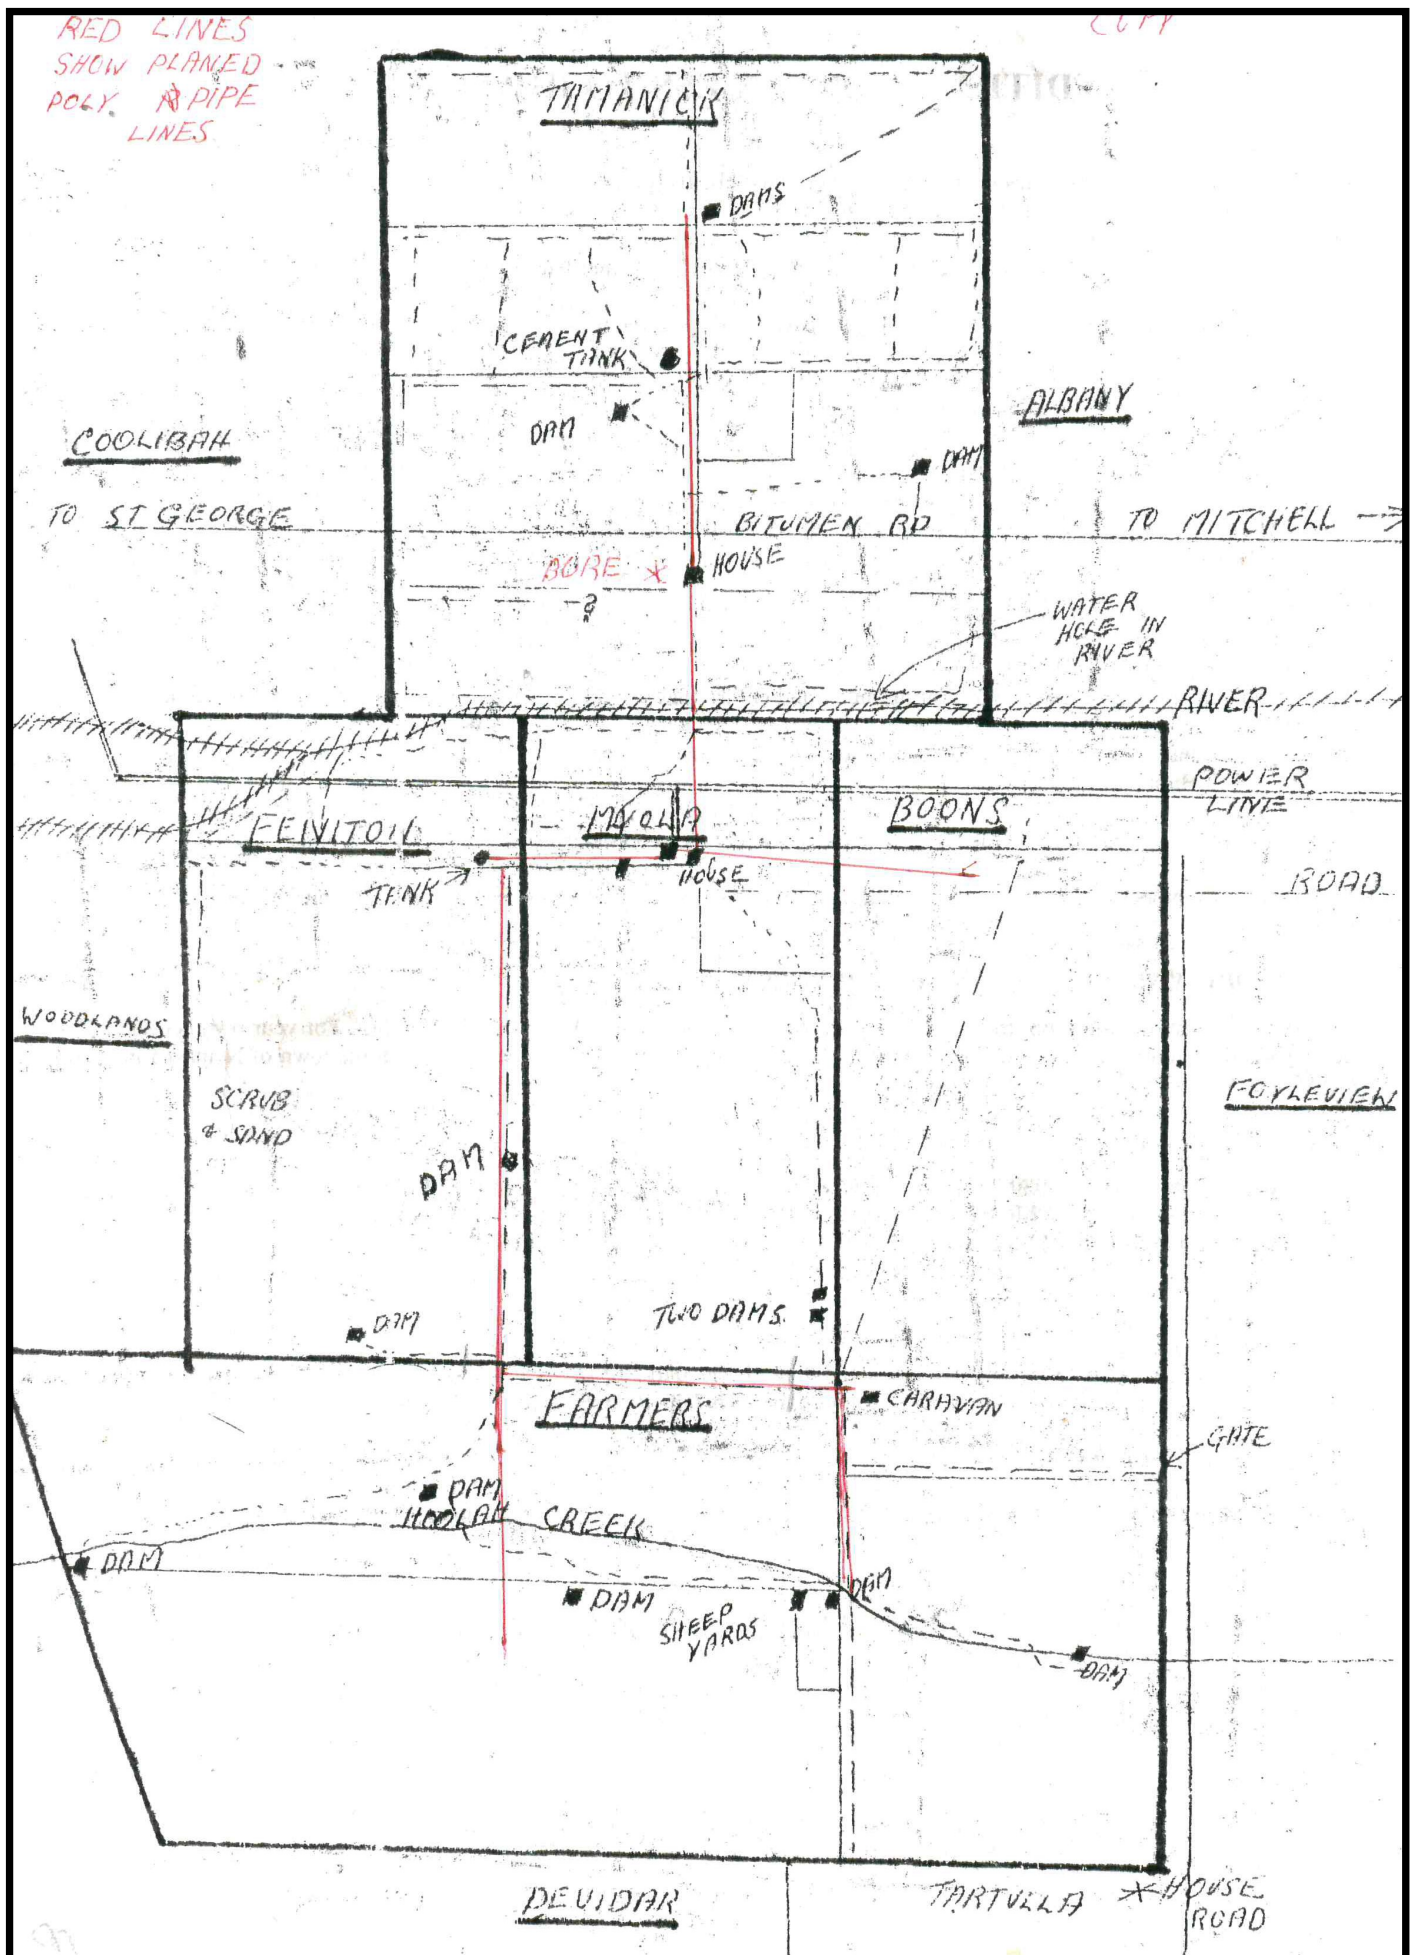 RED LINES
SHOW PLANED
POLY PIPE
LINES
COPY
TAMANICK
DAMS
CEMENT
TANK
DAM
ALBANY
COOLIBAH
DAM
TO ST GEORGE
BITUMEN RD
TO MITCHELL
BORE
HOUSE
?
WATER
HOLE IN
RIVER
RIVER
POWER
LINE
MYOLA
BOONS
TANK
HOUSE
ROAD
WOODLANDS
SCRUB
& SAND
FOYLEVIEW
DAM
DAM
TWO DAMS.
FARMERS
CARAVAN
GATE
DAM
HOOLAH CREEK
DAM
DAM
DAM
SHEEP
YARDS
DAM
DEVIDAR
TARTULLA
HOUSE
ROAD